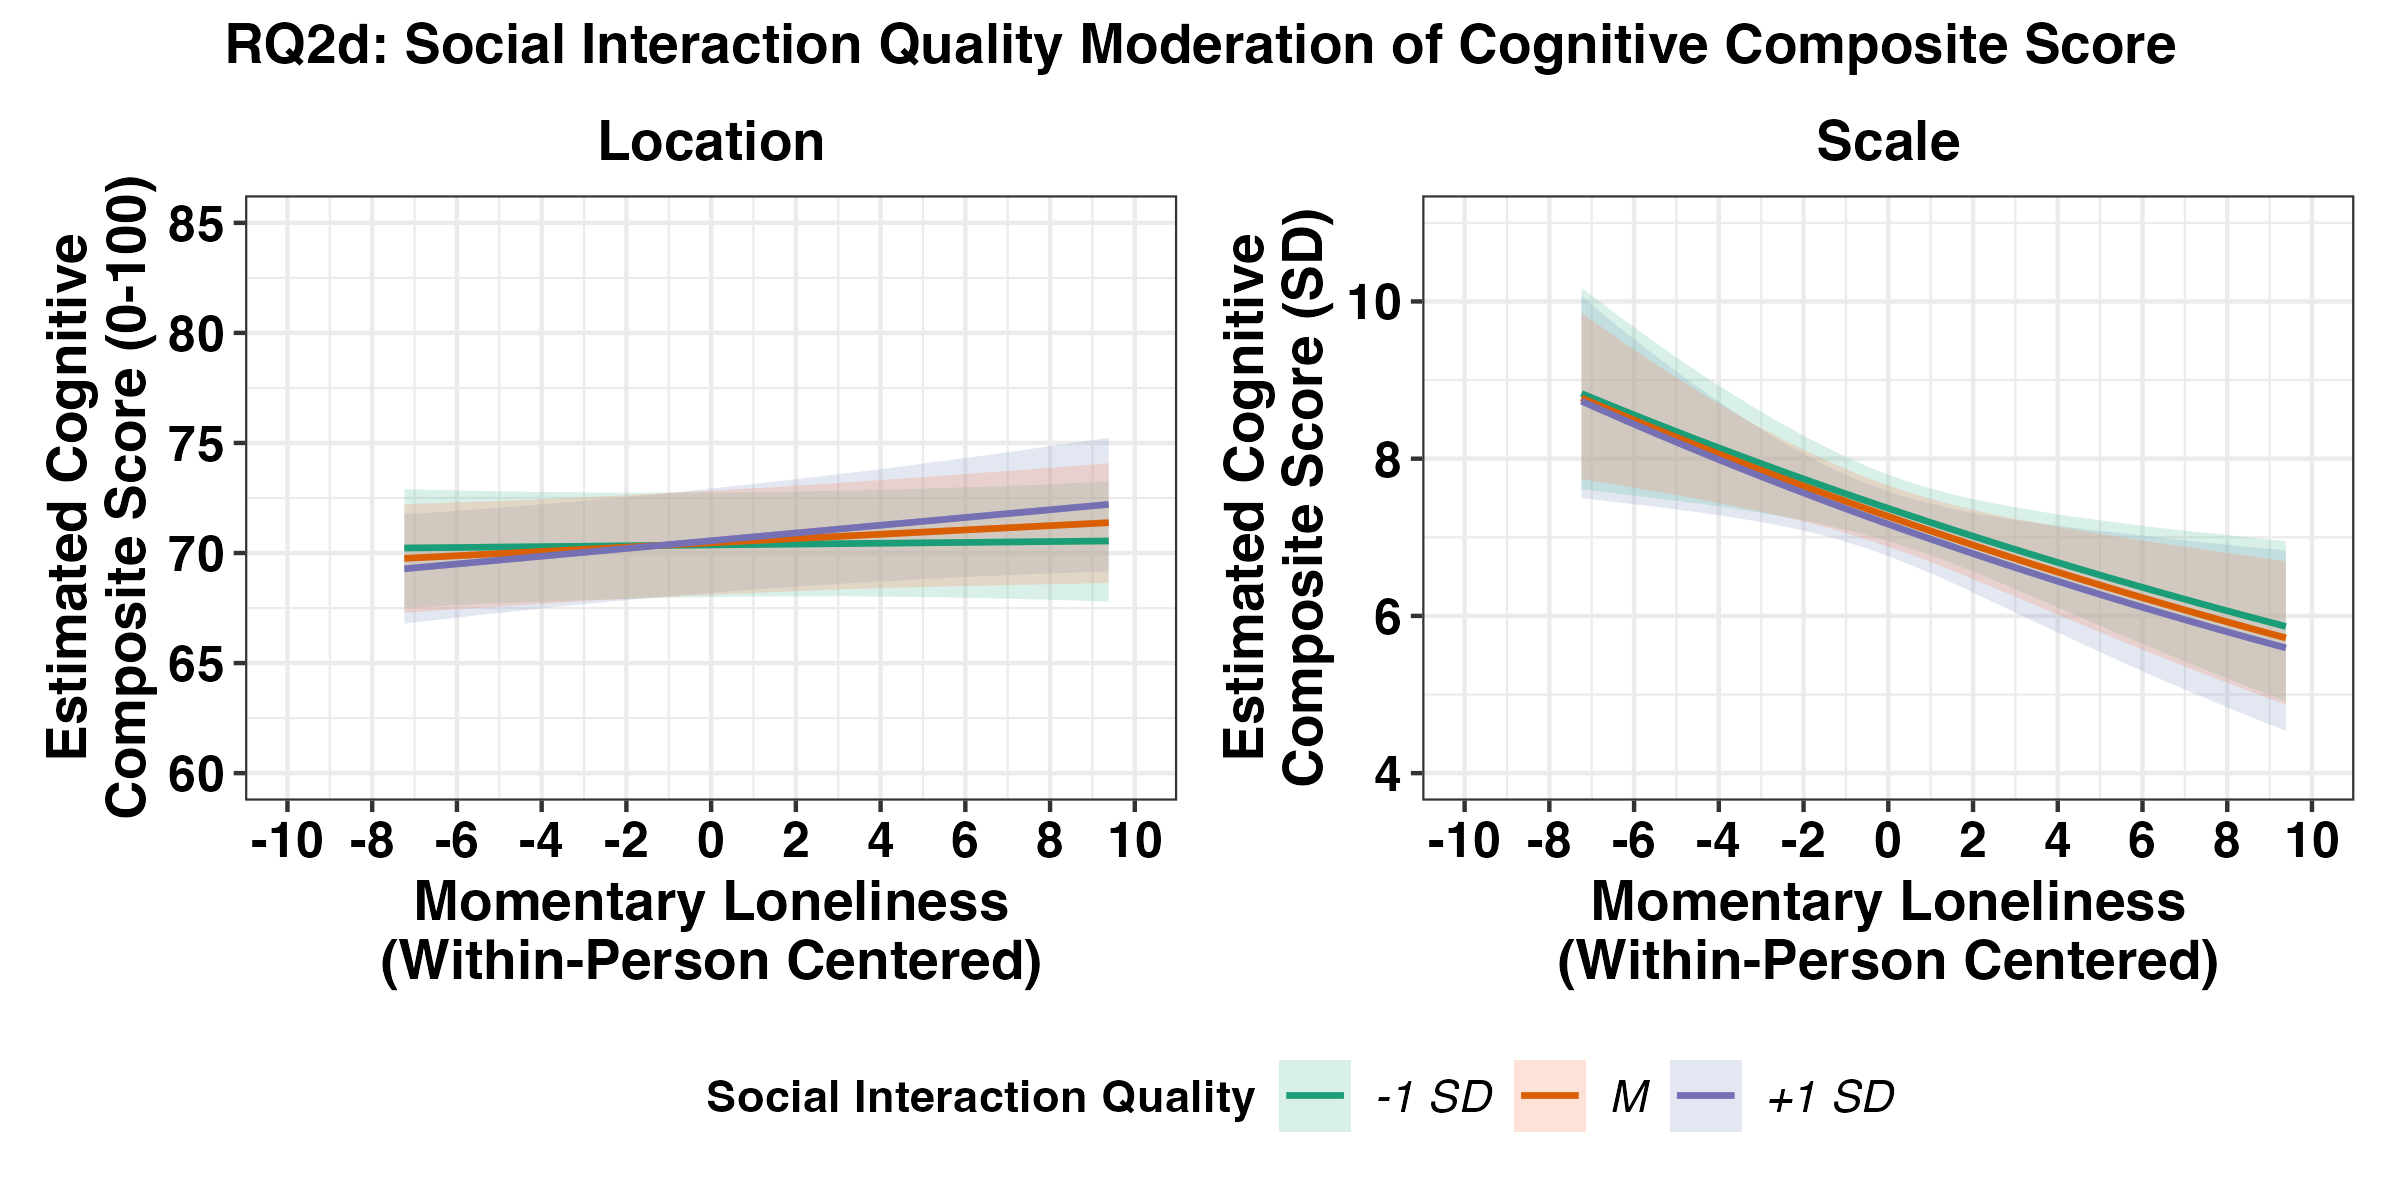 RQ2d: Social Interaction Quality Moderation of Cognitive Composite Score
Location
Estimated Cognitive
Composite Score (0-100)
85
80
75
70
65
60
-10 -8 -6 -4 -2 0 2 4 6 8 10
Momentary Loneliness
(Within-Person Centered)
Scale
Estimated Cognitive
Composite Score (SD)
10
8
6
4
-10 -8 -6 -4 -2 0 2 4 6 8 10
Momentary Loneliness
(Within-Person Centered)
Social Interaction Quality -1 SD M +1 SD